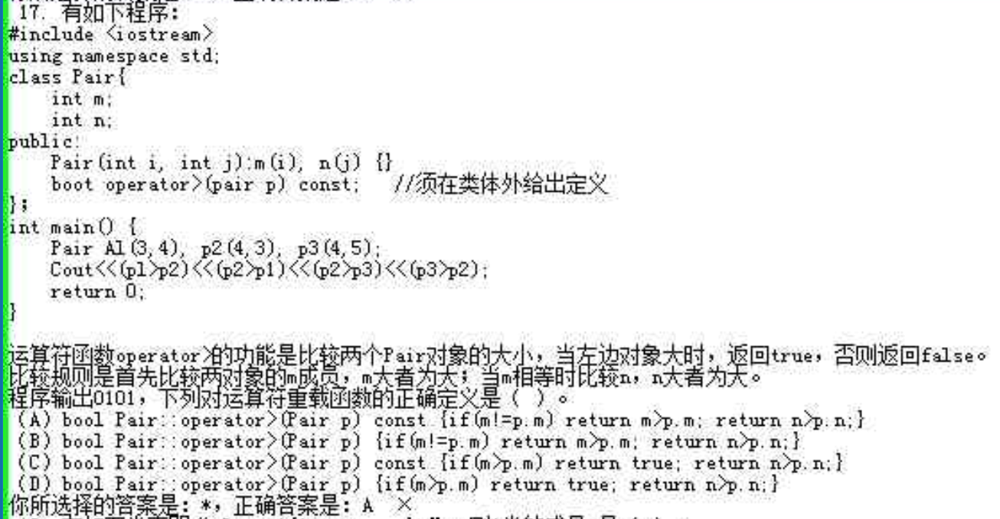 17. 有如下程序:
#include <iostream>
using namespace std;
class Pair{
int m;
int n;
public:
Pair(int i, int j):m(i), n(j) {}
boot operator>(pair p) const; //须在类体外给出定义
};
int main() {
Pair Al(3,4), p2(4,3), p3(4,5);
Cout<<(pl>p2)<<(p2>p1)<<(p2>p3)<<(p3>p2);
return 0;
}
运算符函数operator>的功能是比较两个Pair对象的大小，当左边对象大时，返回true，否则返回false。
比较规则是首先比较两对象的m成员，m大者为大；当m相等时比较n，n大者为大。
程序输出0101，下列对运算符重载函数的正确定义是（ ）。
(A) bool Pair::operator>(Pair p) const {if(m!=p.m) return m>p.m; return n>p.n;}
(B) bool Pair::operator>(Pair p) {if(m!=p.m) return m>p.m; return n>p.n;}
(C) bool Pair::operator>(Pair p) const {if(m>p.m) return true; return n>p.n;}
(D) bool Pair::operator>(Pair p) {if(m>p.m) return true; return n>p.n;}
你所选择的答案是: *，正确答案是: A ×